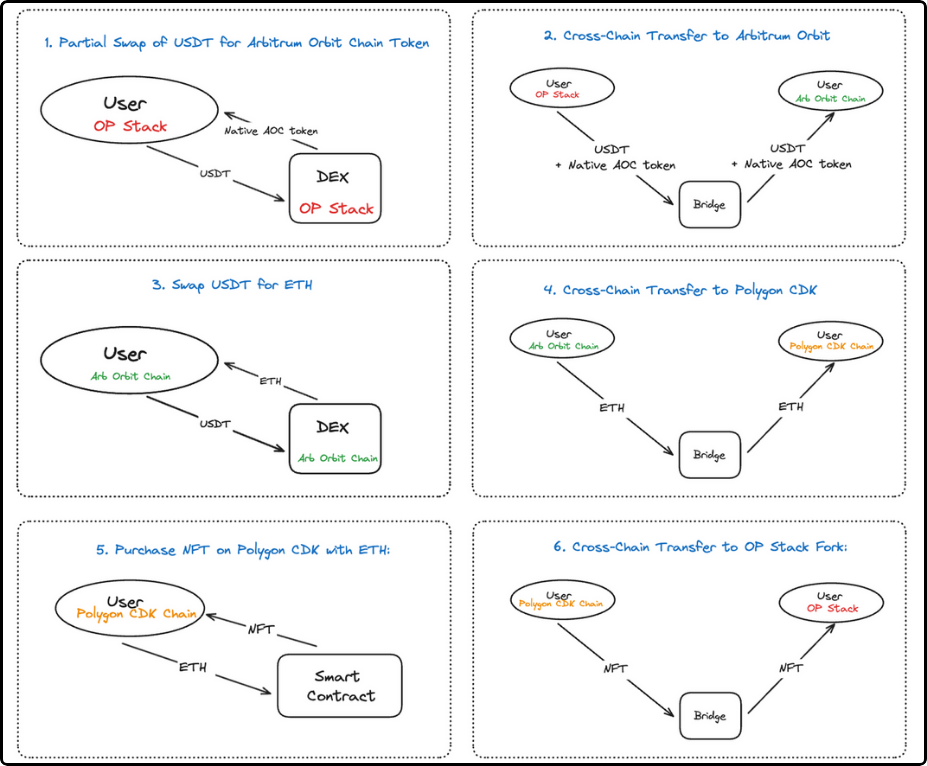 1. Partial Swap of USDT for Arbitrum Orbit Chain Token
User
OP Stack
Native AOC token
USDT
DEX
OP Stack
2. Cross-Chain Transfer to Arbitrum Orbit
User
OP Stack
User
Arb Orbit Chain
USDT
+ Native AOC token
USDT
+ Native AOC token
Bridge
3. Swap USDT for ETH
User
Arb Orbit Chain
ETH
USDT
DEX
Arb Orbit Chain
4. Cross-Chain Transfer to Polygon CDK
User
Arb Orbit Chain
User
Polygon CDK Chain
ETH
ETH
Bridge
5. Purchase NFT on Polygon CDK with ETH:
User
Polygon CDK Chain
NFT
ETH
Smart
Contract
6. Cross-Chain Transfer to OP Stack Fork:
User
Polygon CDK Chain
User
OP Stack
NFT
NFT
Bridge